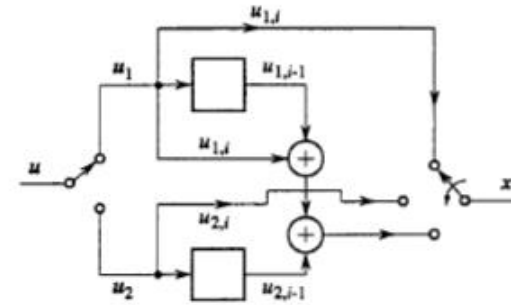 u₁,ᵢ
u₁ u₁,ᵢ₋₁
u₁,ᵢ
u x
+
u₂,ᵢ
+
u₂ u₂,ᵢ₋₁